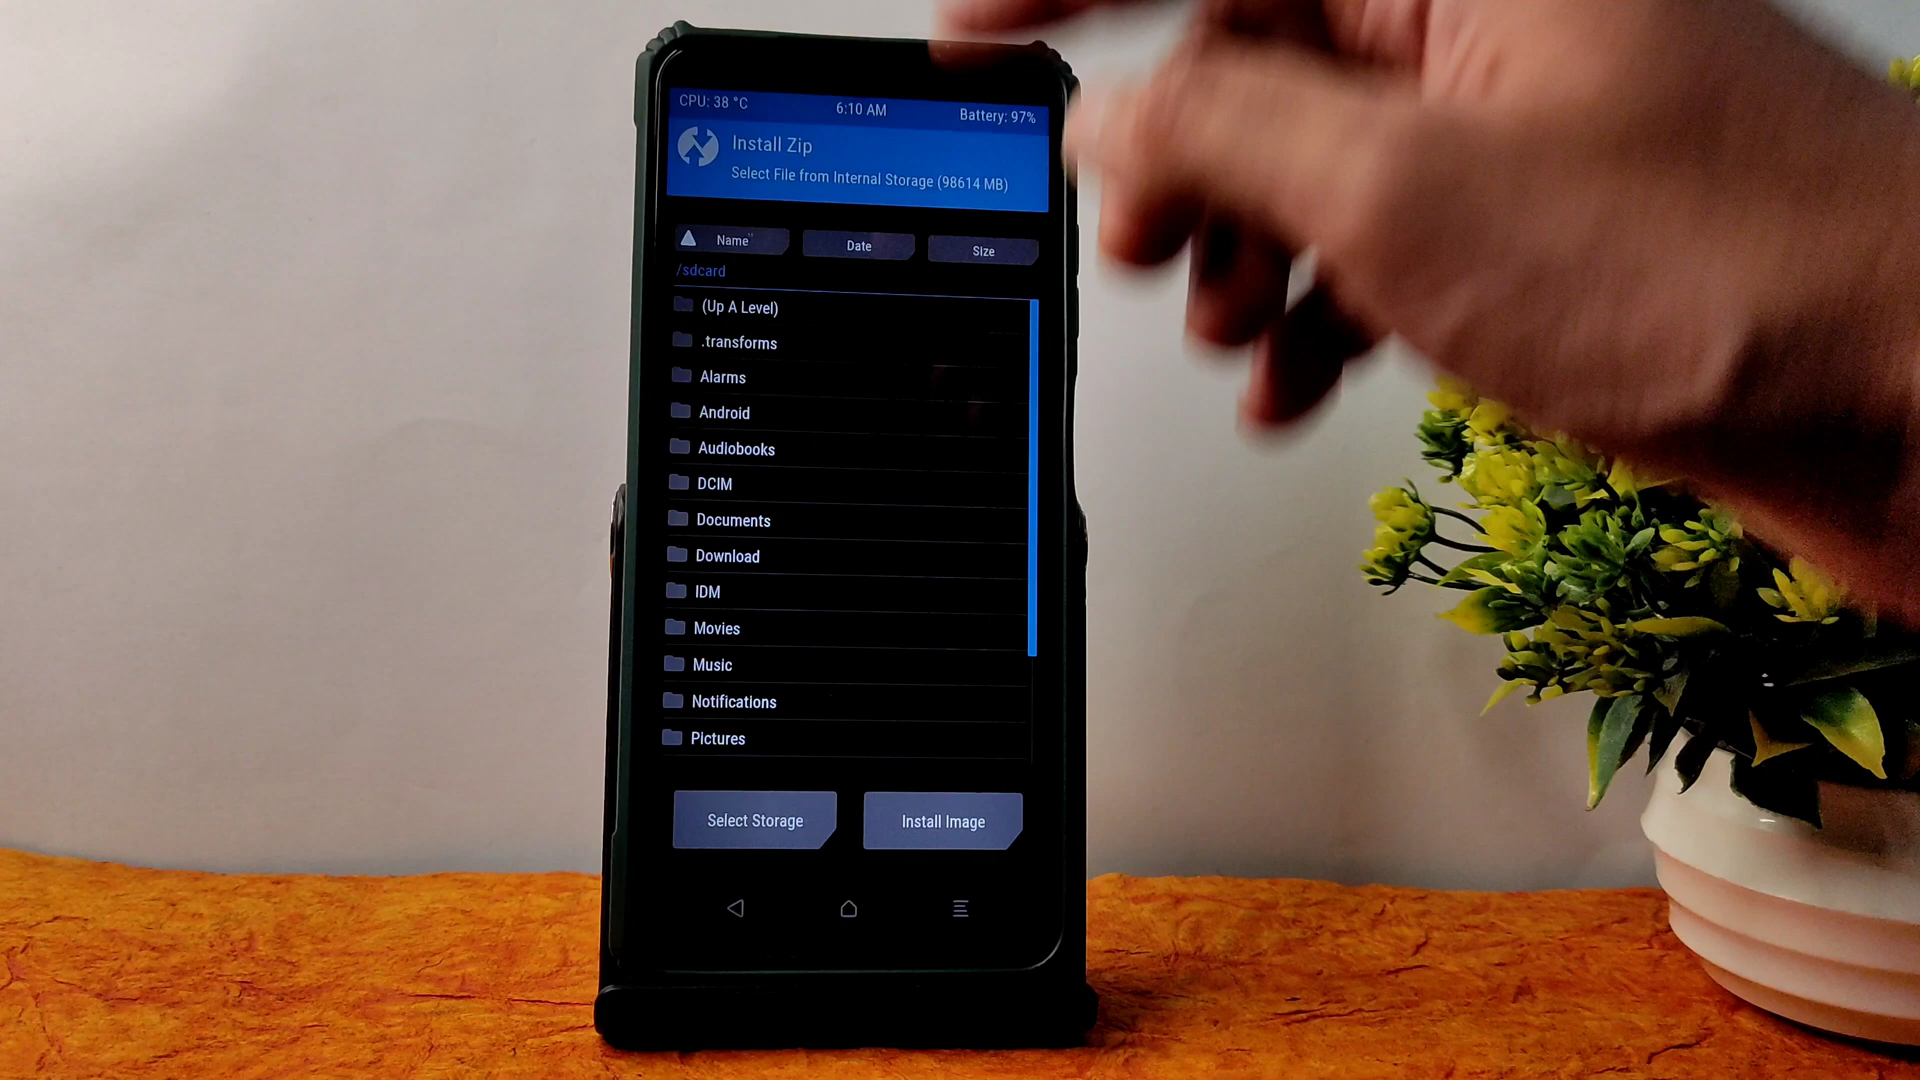 CPU: 38 °C 6:10 AM Battery: 97%
Install Zip
Select File from Internal Storage (98614 MB)
Name Date Size
/sdcard
(Up A Level)
.transforms
Alarms
Android
Audiobooks
DCIM
Documents
Download
IDM
Movies
Music
Notifications
Pictures
Select Storage Install Image